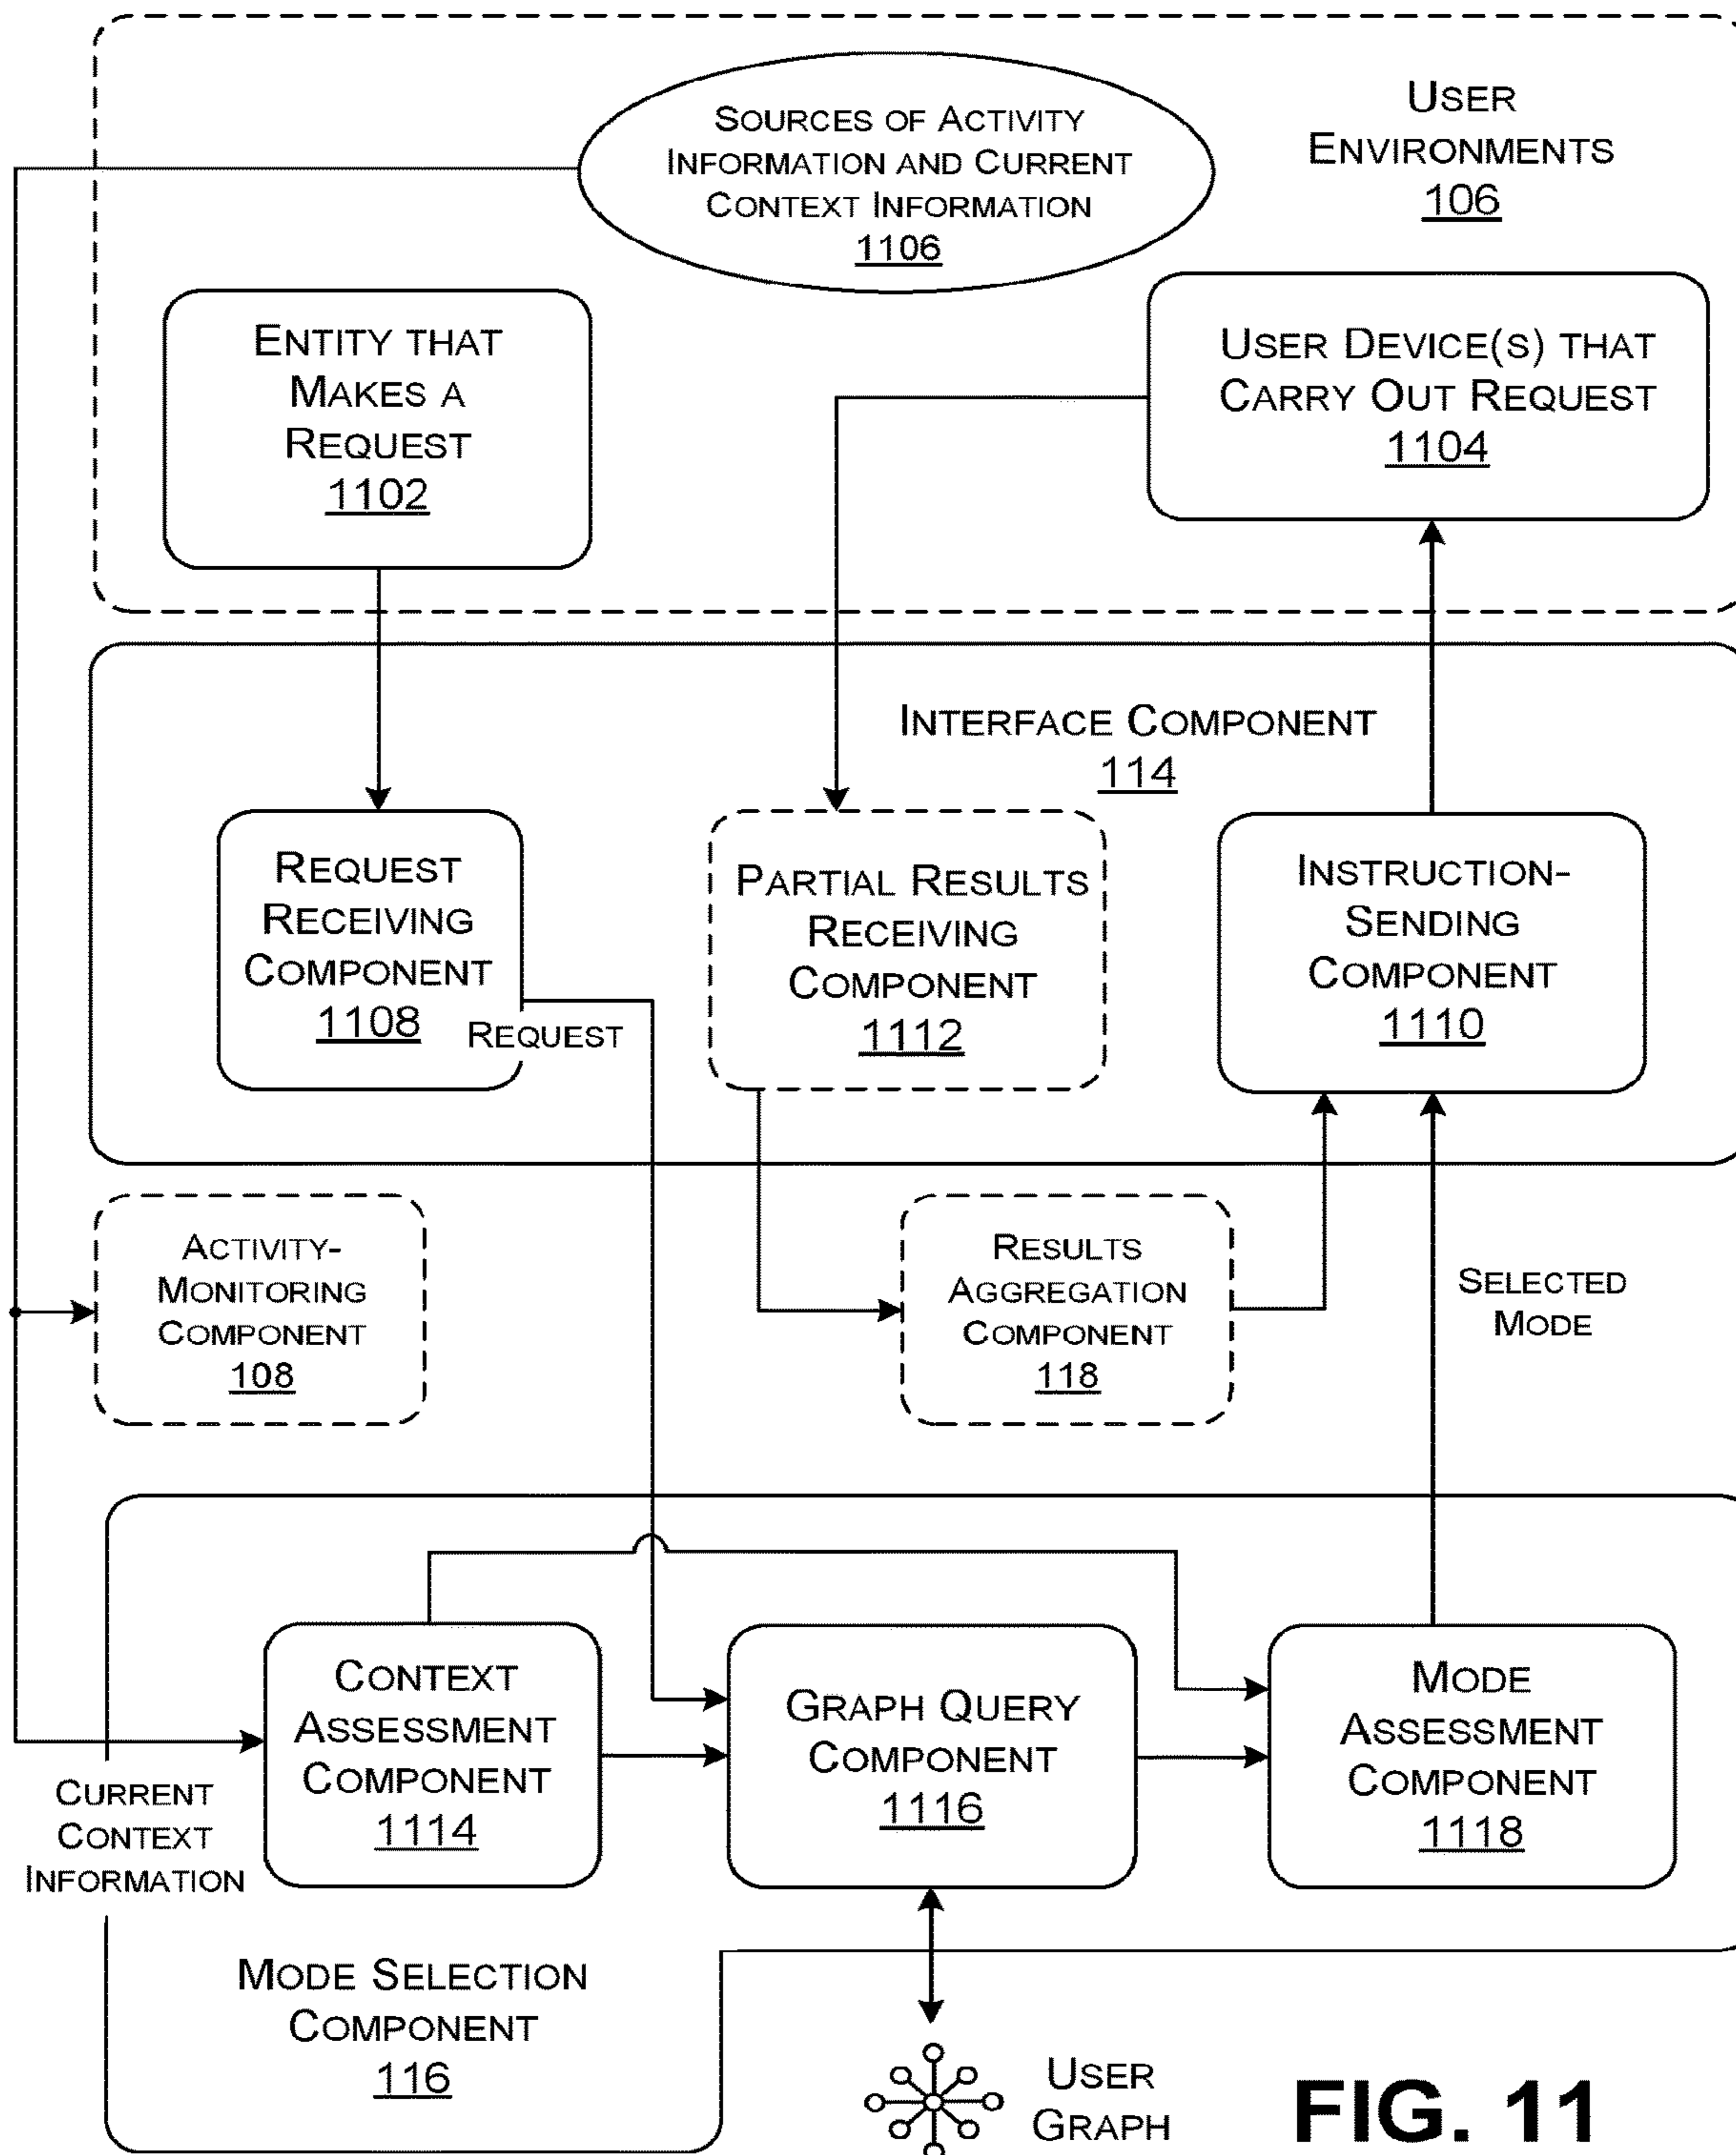 SOURCES OF ACTIVITY
INFORMATION AND CURRENT
CONTEXT INFORMATION
1106
USER
ENVIRONMENTS
106
ENTITY THAT
MAKES A
REQUEST
1102
USER DEVICE(S) THAT
CARRY OUT REQUEST
1104
INTERFACE COMPONENT
114
REQUEST
RECEIVING
COMPONENT
1108
REQUEST
PARTIAL RESULTS
RECEIVING
COMPONENT
1112
INSTRUCTION-
SENDING
COMPONENT
1110
ACTIVITY-
MONITORING
COMPONENT
108
RESULTS
AGGREGATION
COMPONENT
118
SELECTED
MODE
CONTEXT
ASSESSMENT
COMPONENT
1114
GRAPH QUERY
COMPONENT
1116
MODE
ASSESSMENT
COMPONENT
1118
CURRENT
CONTEXT
INFORMATION
MODE SELECTION
COMPONENT
116
USER
GRAPH
FIG. 11